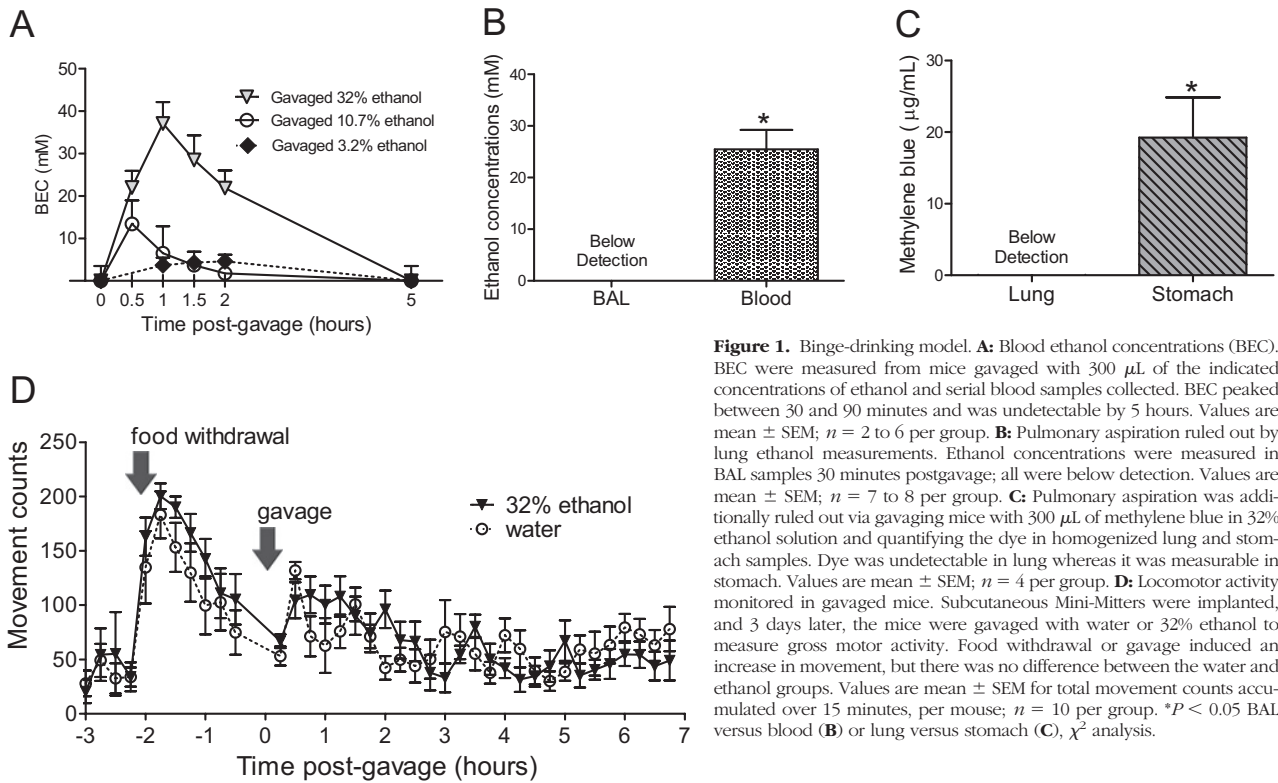 A
BEC (mM)
50
40
30
20
10
0
0.5
1
1.5
2
5
Time post-gavage (hours)
Gavaged 32% ethanol
Gavaged 10.7% ethanol
Gavaged 3.2% ethanol
B
Ethanol concentrations (mM)
40
30
20
10
0
Below
Detection
*
BAL
Blood
C
Methylene blue ( μg/mL)
30
20
10
0
Below
Detection
*
Lung
Stomach
D
Movement counts
250
200
150
100
50
0
food withdrawal
gavage
32% ethanol
water
-3
-2
-1
0
1
2
3
4
5
6
7
Time post-gavage (hours)
Figure 1. Binge-drinking model. A: Blood ethanol concentrations (BEC).
BEC were measured from mice gavaged with 300 μL of the indicated
concentrations of ethanol and serial blood samples collected. BEC peaked
between 30 and 90 minutes and was undetectable by 5 hours. Values are
mean ± SEM; n = 2 to 6 per group. B: Pulmonary aspiration ruled out by
lung ethanol measurements. Ethanol concentrations were measured in
BAL samples 30 minutes postgavage; all were below detection. Values are
mean ± SEM; n = 7 to 8 per group. C: Pulmonary aspiration was addi-
tionally ruled out via gavaging mice with 300 μL of methylene blue in 32%
ethanol solution and quantifying the dye in homogenized lung and stom-
ach samples. Dye was undetectable in lung whereas it was measurable in
stomach. Values are mean ± SEM; n = 4 per group. D: Locomotor activity
monitored in gavaged mice. Subcutaneous Mini-Mitters were implanted,
and 3 days later, the mice were gavaged with water or 32% ethanol to
measure gross motor activity. Food withdrawal or gavage induced an
increase in movement, but there was no difference between the water and
ethanol groups. Values are mean ± SEM for total movement counts accu-
mulated over 15 minutes, per mouse; n = 10 per group. *P < 0.05 BAL
versus blood (B) or lung versus stomach (C), χ² analysis.